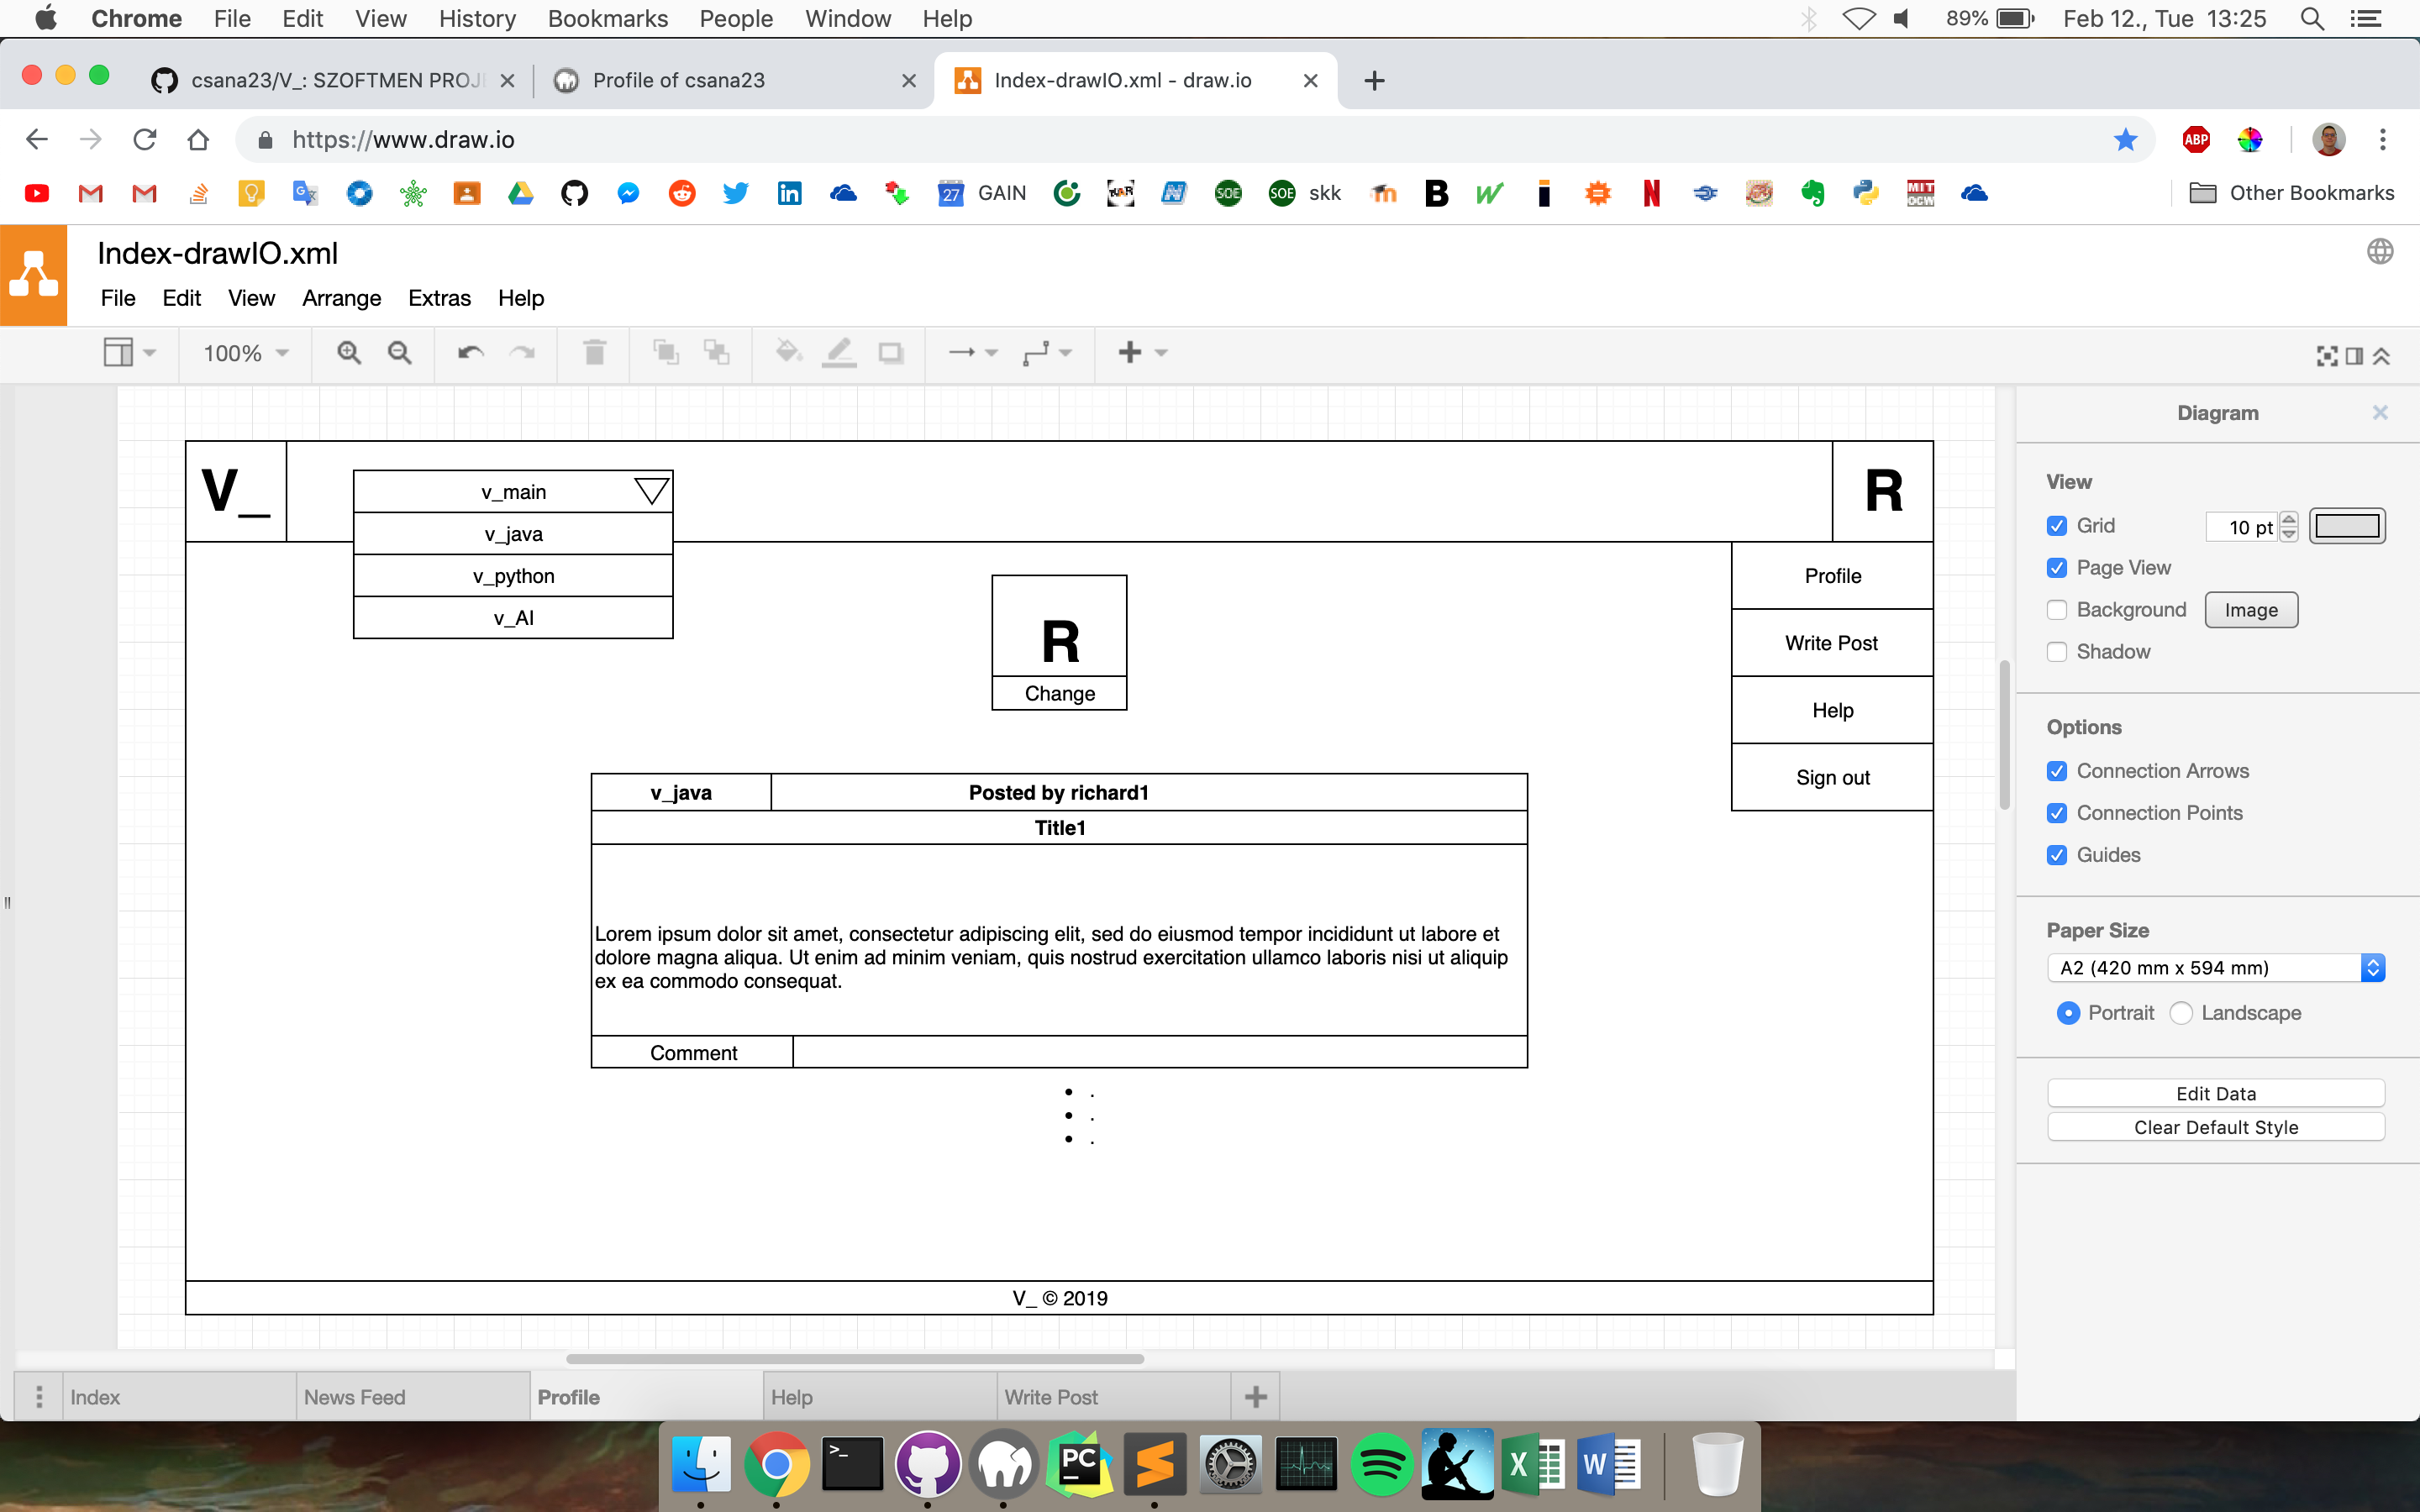 Chrome File Edit View History Bookmarks People Window Help 89% Feb 12., Tue 13:25
csana23/V_: SZOFTMEN PROJ
Profile of csana23
Index-drawIO.xml - draw.io
https://www.draw.io
ABP
27 GAIN SOE SOE skk B N MIT OCW Other Bookmarks
Index-drawIO.xml
File Edit View Arrange Extras Help
100%
Diagram
V_
v_main
R
v_java
v_python
v_AI
R
Change
Profile
Write Post
Help
Sign out
v_java Posted by richard1
Title1
Lorem ipsum dolor sit amet, consectetur adipiscing elit, sed do eiusmod tempor incididunt ut labore et
dolore magna aliqua. Ut enim ad minim veniam, quis nostrud exercitation ullamco laboris nisi ut aliquip
ex ea commodo consequat.
Comment
• .
• .
• .
V_ © 2019
View
Grid 10 pt
Page View
Background Image
Shadow
Options
Connection Arrows
Connection Points
Guides
Paper Size
A2 (420 mm x 594 mm)
Portrait Landscape
Edit Data
Clear Default Style
Index News Feed Profile Help Write Post
>_ PC X W